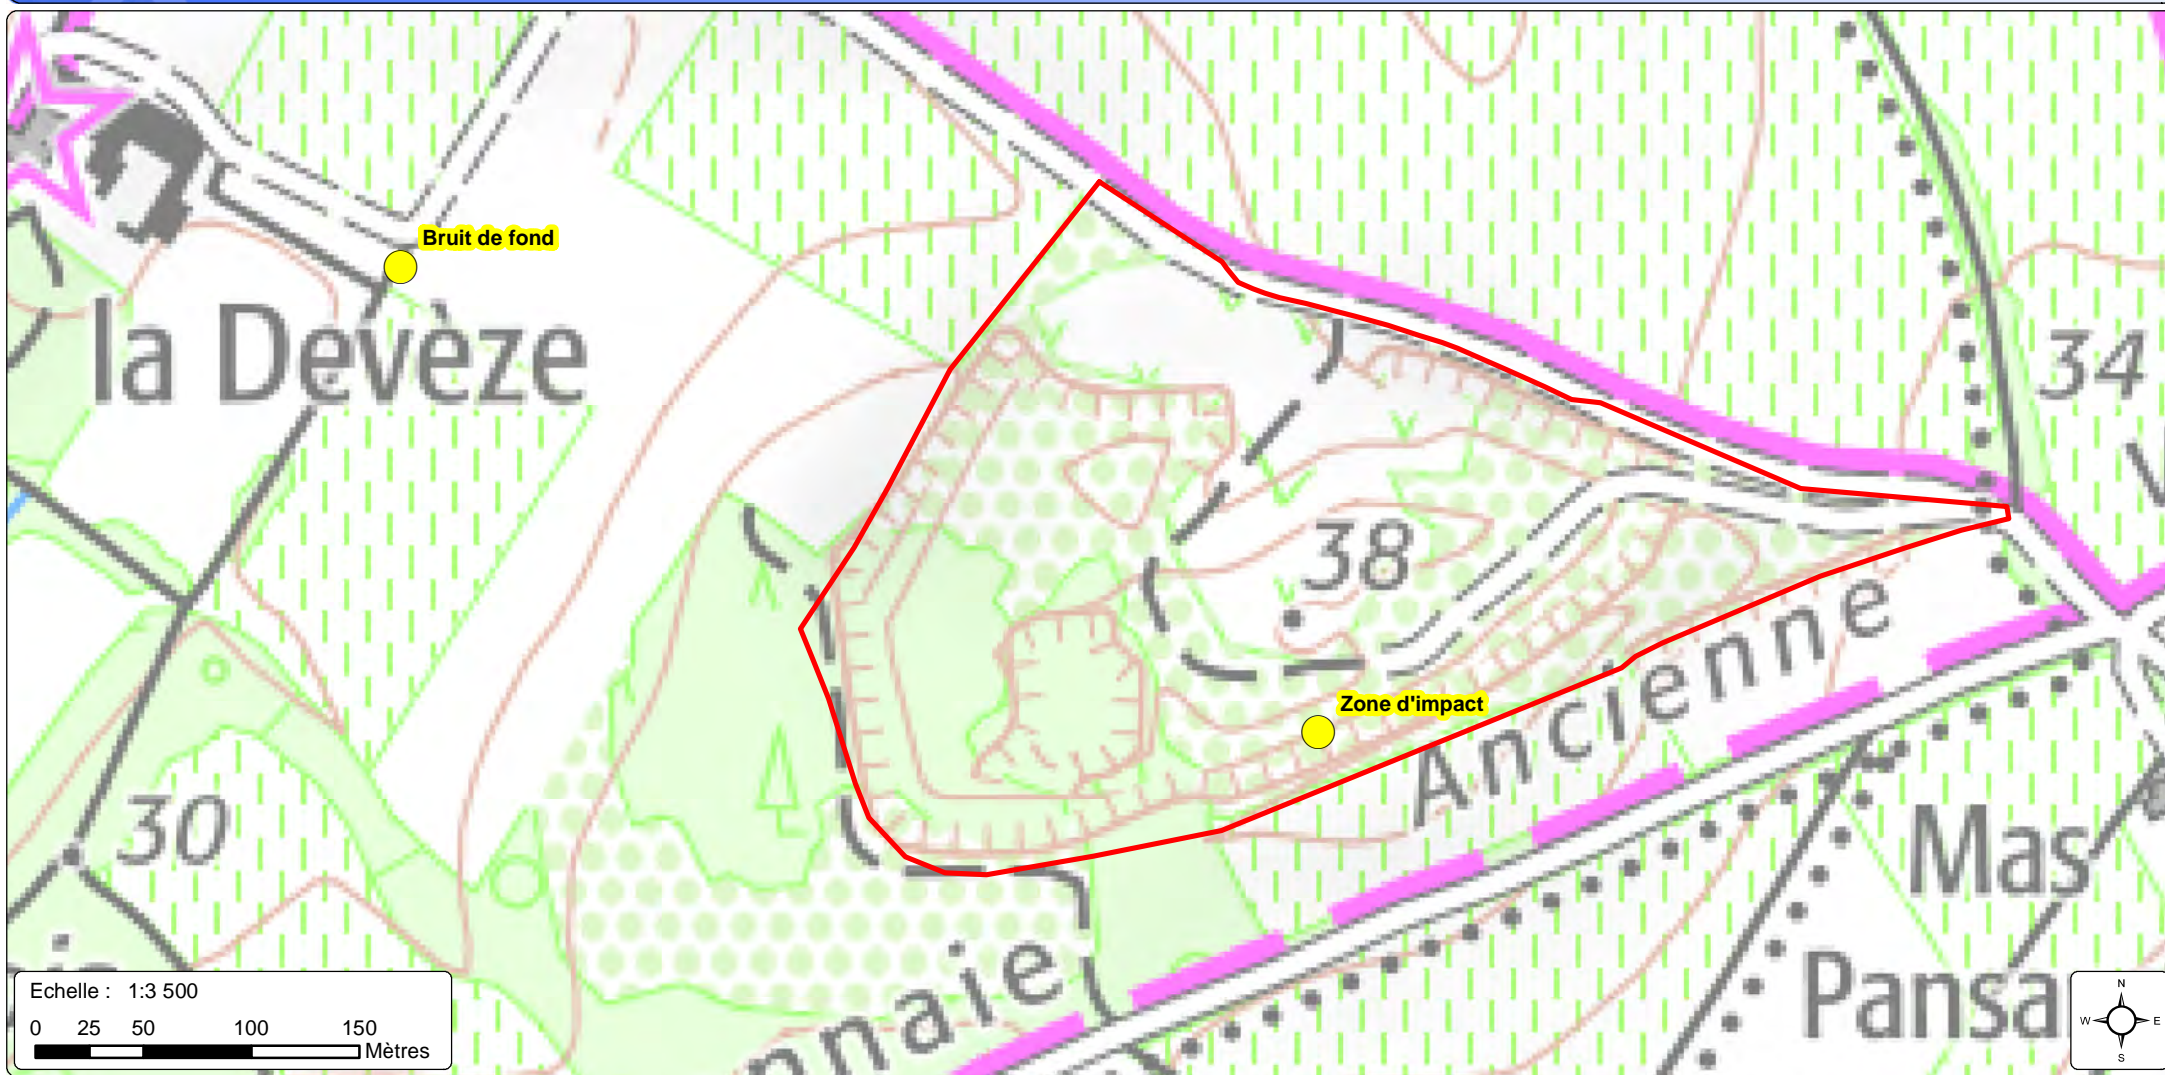 Bruit de fond
la Devèze
34
38
Zone d'impact
Ancienne
30
Mas
Pansa
nnaie
Echelle : 1:3 500
0 25 50 100 150
Mètres
N
W E
S